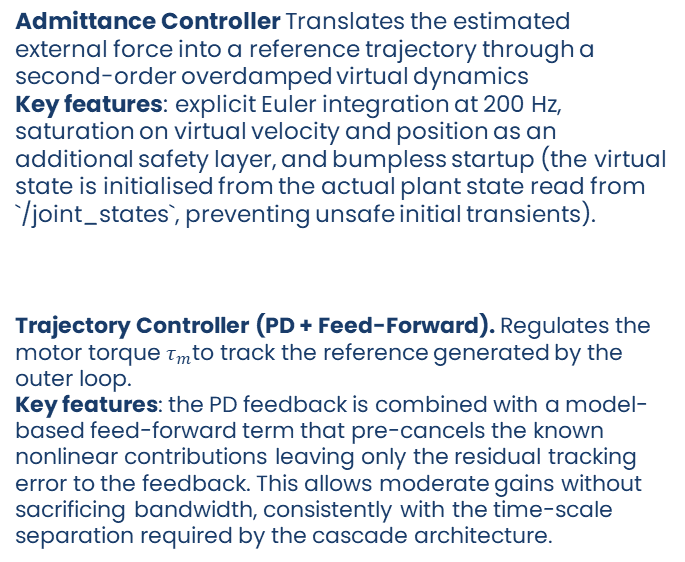 Admittance Controller Translates the estimated
external force into a reference trajectory through a
second-order overdamped virtual dynamics
Key features: explicit Euler integration at 200 Hz,
saturation on virtual velocity and position as an
additional safety layer, and bumpless startup (the virtual
state is initialised from the actual plant state read from
`/joint_states`, preventing unsafe initial transients).
Trajectory Controller (PD + Feed-Forward). Regulates the
motor torque τₘto track the reference generated by the
outer loop.
Key features: the PD feedback is combined with a model-
based feed-forward term that pre-cancels the known
nonlinear contributions leaving only the residual tracking
error to the feedback. This allows moderate gains without
sacrificing bandwidth, consistently with the time-scale
separation required by the cascade architecture.